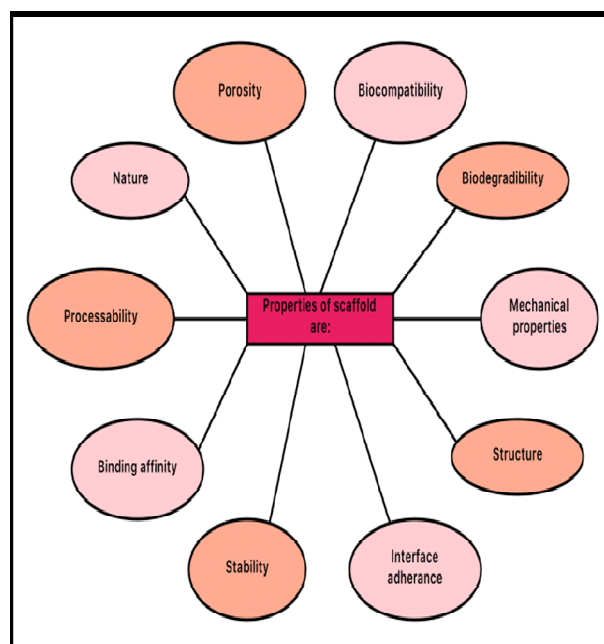 Porosity
Biocompatibility
Nature
Biodegradibility
Properties of scaffold
are:
Processability
Mechanical
properties
Binding affinity
Structure
Stability
Interface
adherance